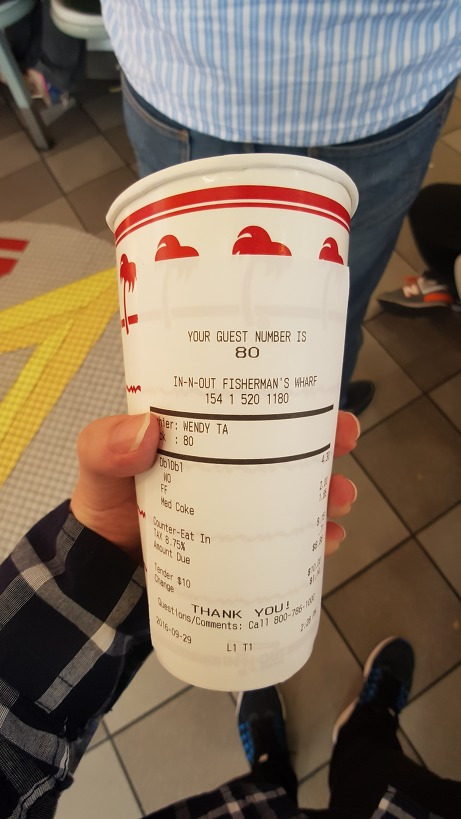 YOUR GUEST NUMBER IS
80
IN-N-OUT FISHERMAN'S WHARF
154 1 520 1180
WENDY TA
: 80
DblDbl
WO
FF
Med Coke
Counter-Eat In
TAX 8.75%
Amount Due
Tender $10
Change
THANK YOU!
Questions/Comments: Call 800-786-
2016-09-29
L1 T1